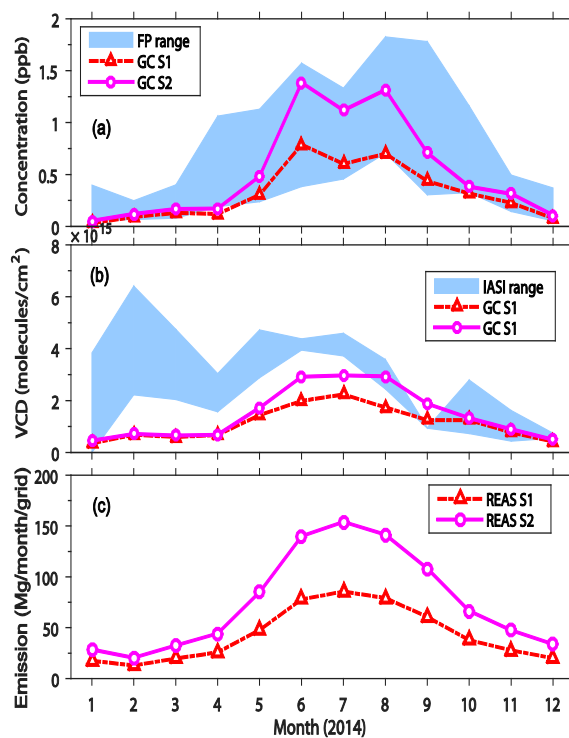 2
1.5
1
0.5
0
Concentration (ppb)
FP range
GC S1
GC S2
(a)
× 10^15
8
6
4
2
0
VCD (molecules/cm²)
(b)
IASI range
GC S1
GC S1
200
150
100
50
0
Emission (Mg/month/grid)
(c)
REAS S1
REAS S2
1 2 3 4 5 6 7 8 9 10 11 12
Month (2014)